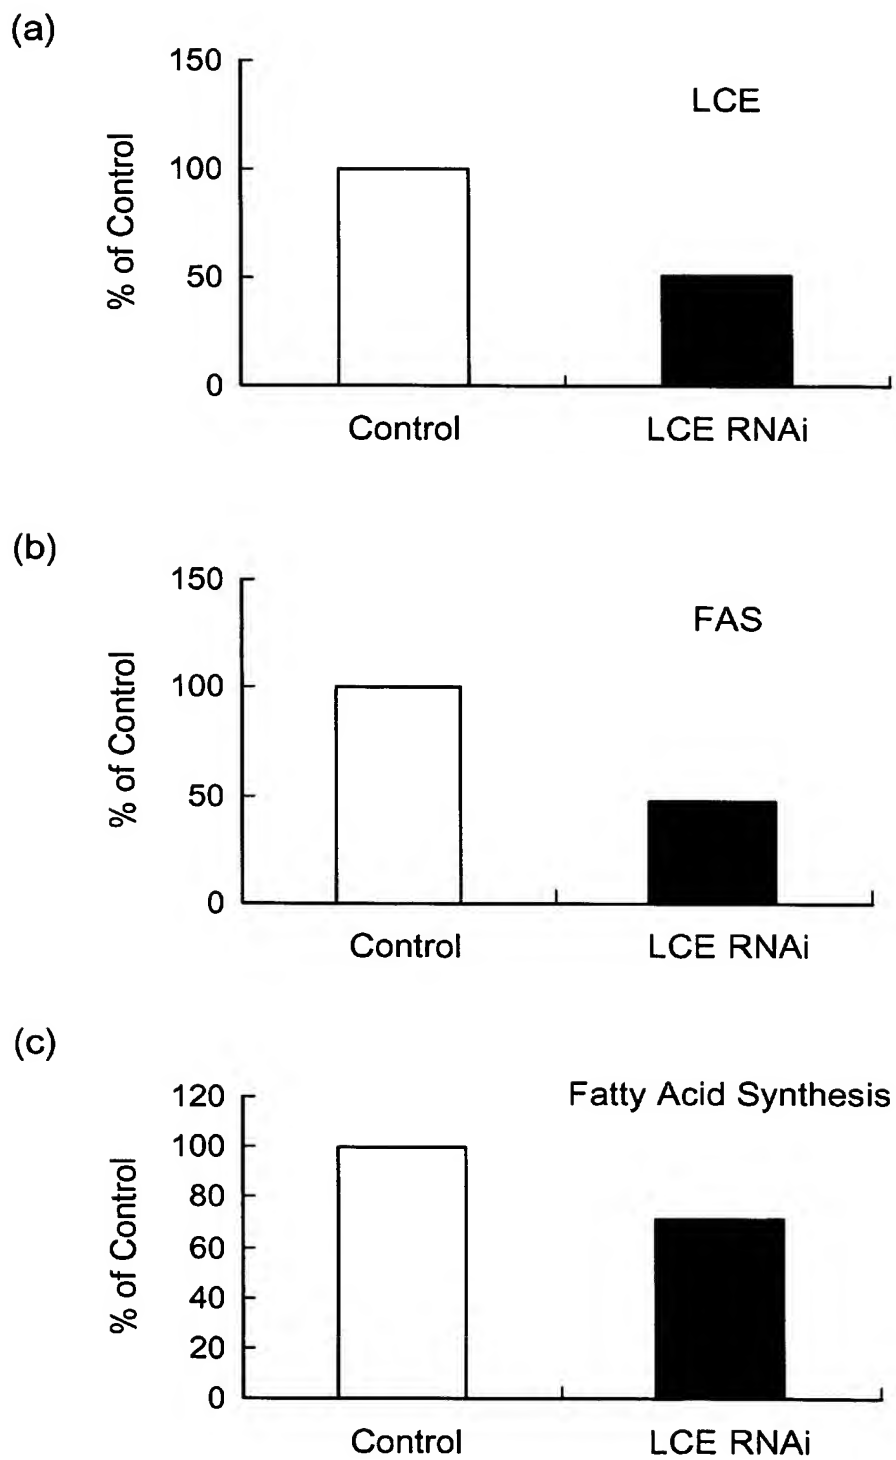 (a)
150
100
50
0
% of Control
LCE
Control
LCE RNAi
(b)
150
100
50
0
% of Control
FAS
Control
LCE RNAi
(c)
120
100
80
60
40
20
0
% of Control
Fatty Acid Synthesis
Control
LCE RNAi